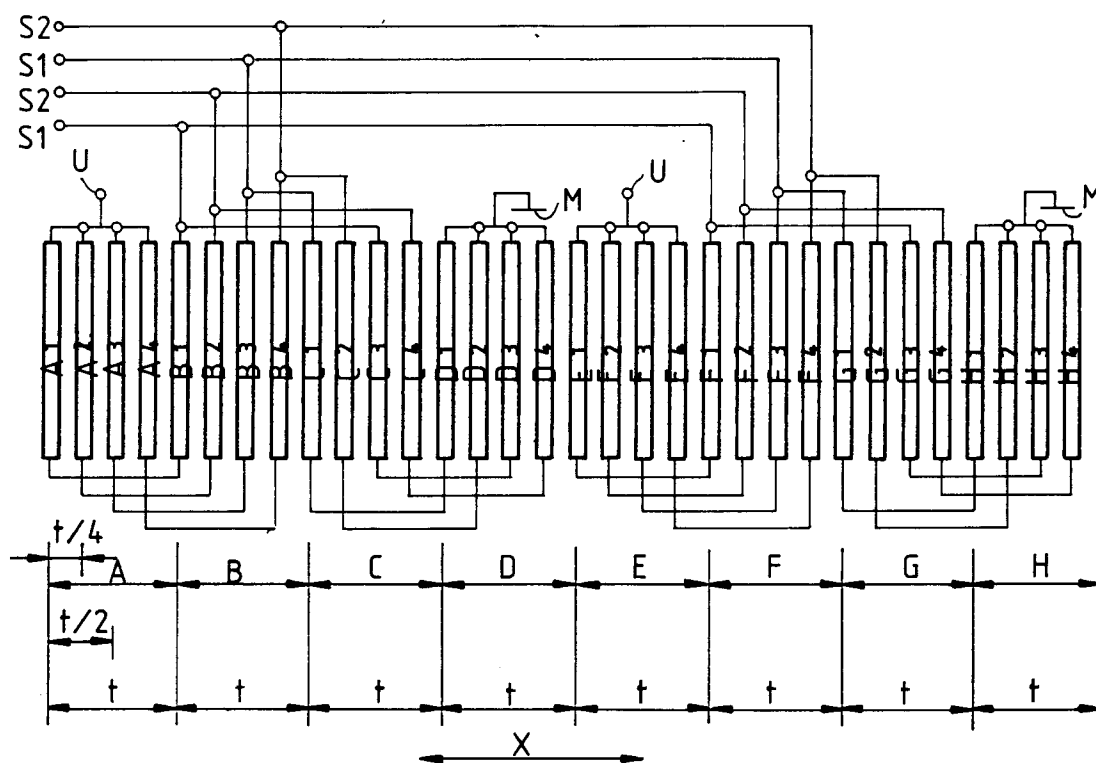 S2
S1
S2
S1
U M U M
A1 A2 A3 A4 B1 B2 B3 B4 C1 C2 C3 C4 D1 D2 D3 D4 E1 E2 E3 E4 F1 F2 F3 F4 G1 G2 G3 G4 H1 H2 H3 H4
t/4
A B C D E F G H
t/2
t t t t t t t t
X